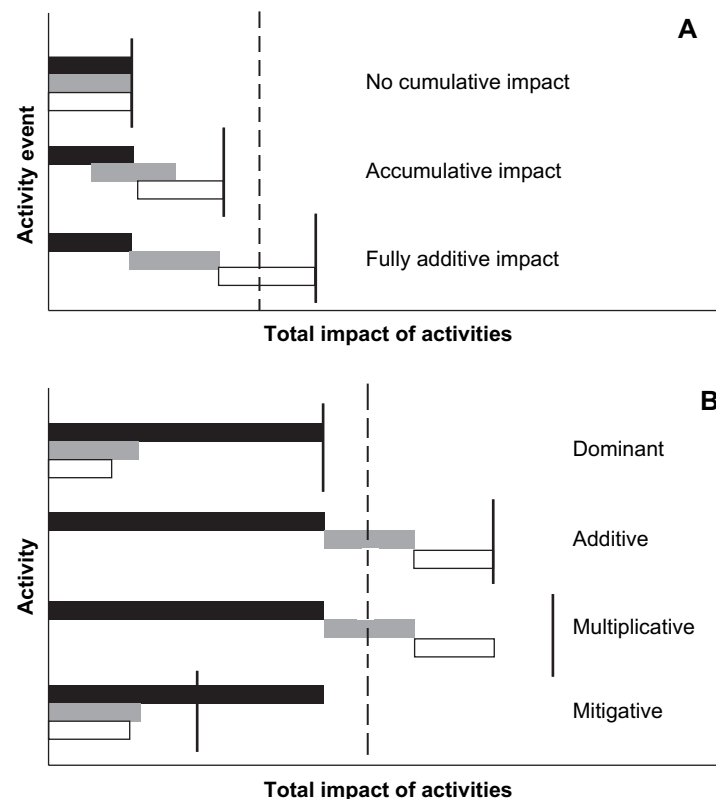 A
No cumulative impact
Accumulative impact
Fully additive impact
Activity event
Total impact of activities
B
Dominant
Additive
Multiplicative
Mitigative
Activity
Total impact of activities